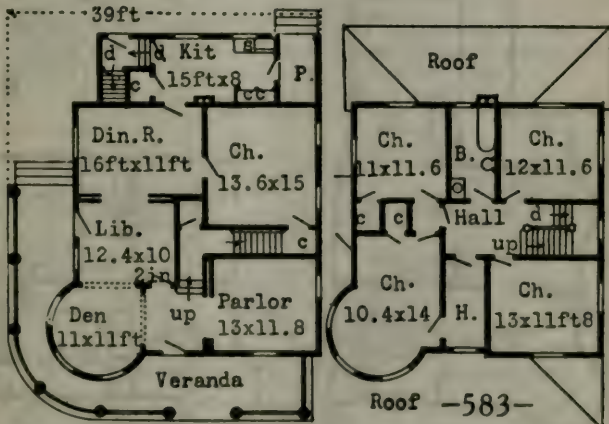 39ft
Kit
15ftx8
d d
s
c
cc
P.
Din.R.
16ftx11ft
Ch.
13.6x15
Lib.
12.4x10
2in
c
Den
11x11ft
up
Parlor
13x11.8
Veranda
Roof
Ch.
11x11.6
B.
Ch.
12x11.6
c c
Hall
d
up
Ch.
10.4x14
H.
Ch.
13x11ft8
Roof
-583-